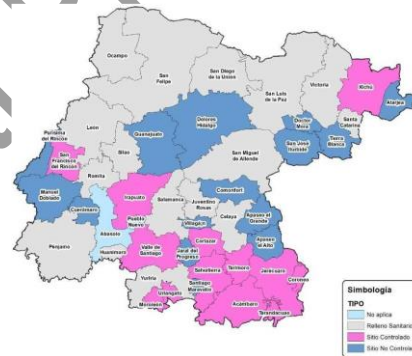 Ocampo
San Felipe
San Diego de la Unión
San Luis de la Paz
Victoria
Xichú
Atarjea
Santa Catarina
Doctor Mora
Tierra Blanca
San José Iturbide
Dolores Hidalgo
Guanajuato
León
Silao
San Miguel de Allende
Purísima del Rincón
San Francisco del Rincón
Romita
Manuel Doblado
Cuerámaro
Irapuato
Salamanca
Juventino Rosas
Comonfort
Celaya
Apaseo el Grande
Apaseo el Alto
Villagrán
Cortazar
Pueblo Nuevo
Abasolo
Pénjamo
Huanímaro
Valle de Santiago
Jaral del Progreso
Salvatierra
Tarimoro
Jerécuaro
Coroneo
Yuriria
Santiago Maravatío
Uriangato
Moroleón
Acámbaro
Tarandacuao
Simbología
TIPO
No aplica
Relleno Sanitario
Sitio Controlado
Sitio No Controla